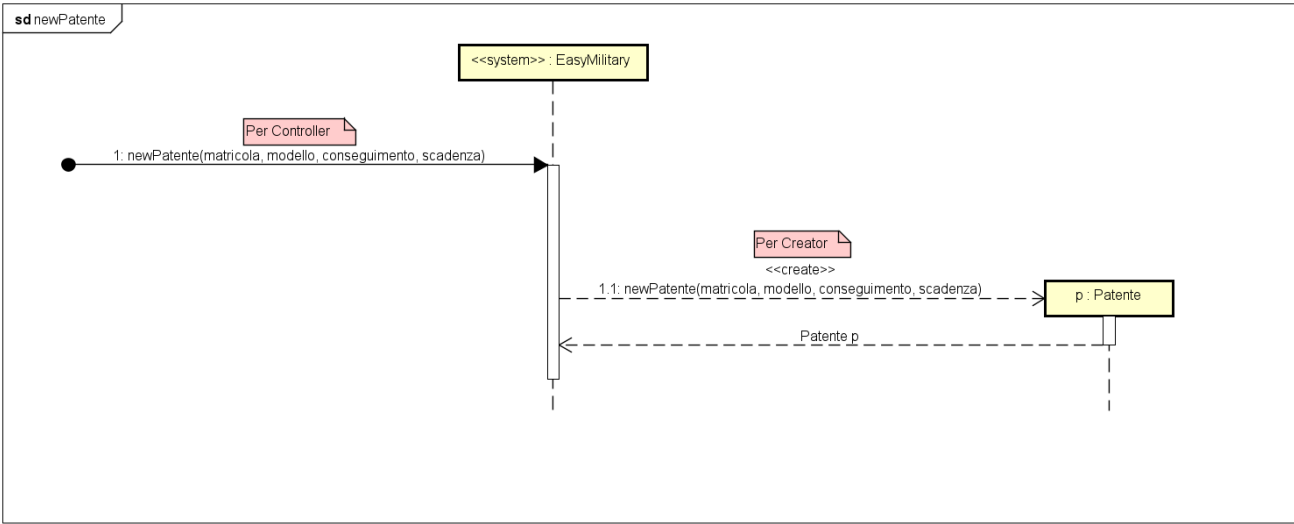 sd newPatente
<<system>> : EasyMilitary
Per Controller
1: newPatente(matricola, modello, conseguimento, scadenza)
Per Creator
<<create>>
1.1: newPatente(matricola, modello, conseguimento, scadenza)
p : Patente
Patente p